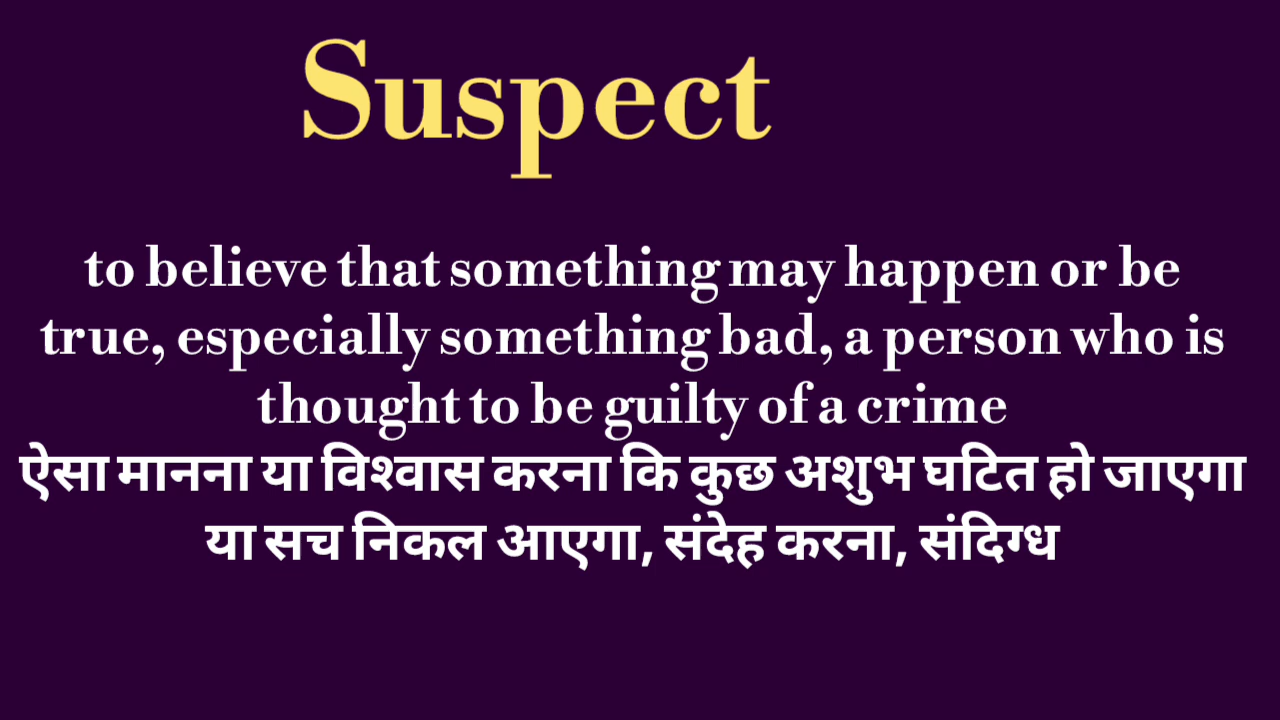 Suspect
to believe that something may happen or be
true, especially something bad, a person who is
thought to be guilty of a crime
ऐसा मानना या विश्वास करना कि कुछ अशुभ घटित हो जाएगा
या सच निकल आएगा, संदेह करना, संदिग्ध